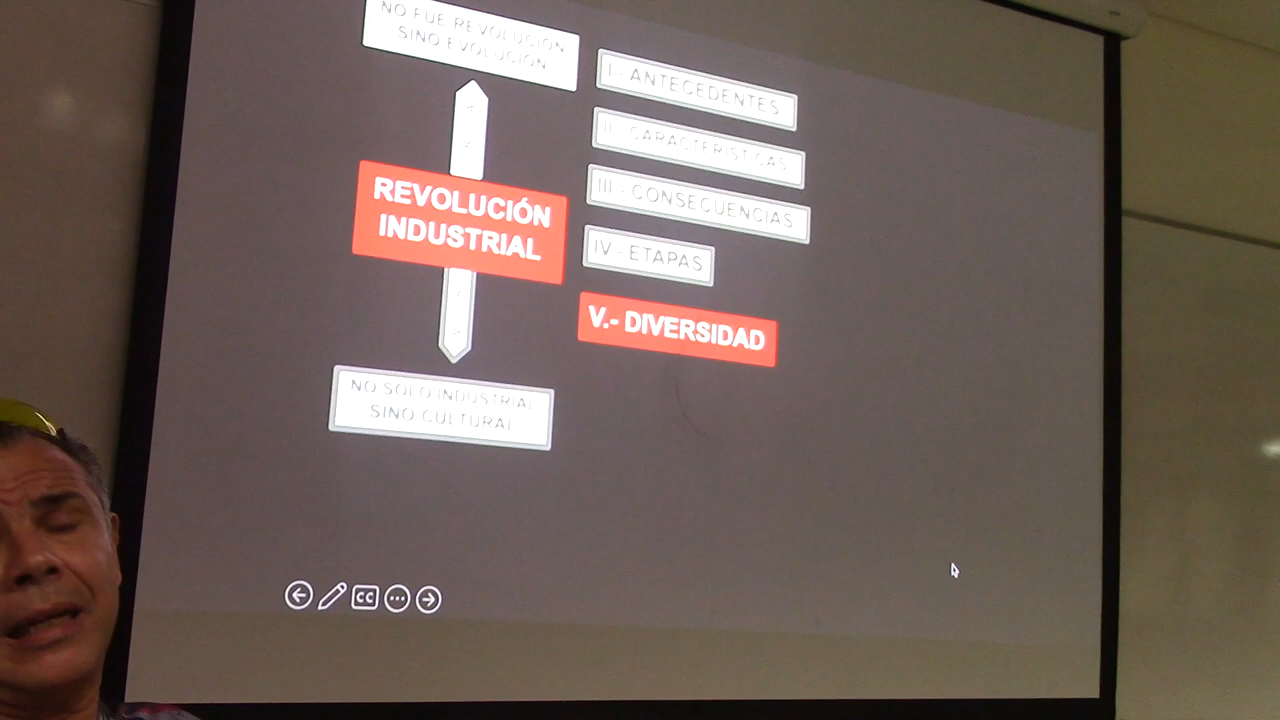 NO FUE REVOLUCIÓN
SINO EVOLUCIÓN
REVOLUCIÓN
INDUSTRIAL
NO SOLO INDUSTRIAL
SINO CULTURAL
I.- ANTECEDENTES
II.- CARACTERÍSTICAS
III.- CONSECUENCIAS
IV.- ETAPAS
V.- DIVERSIDAD
CC